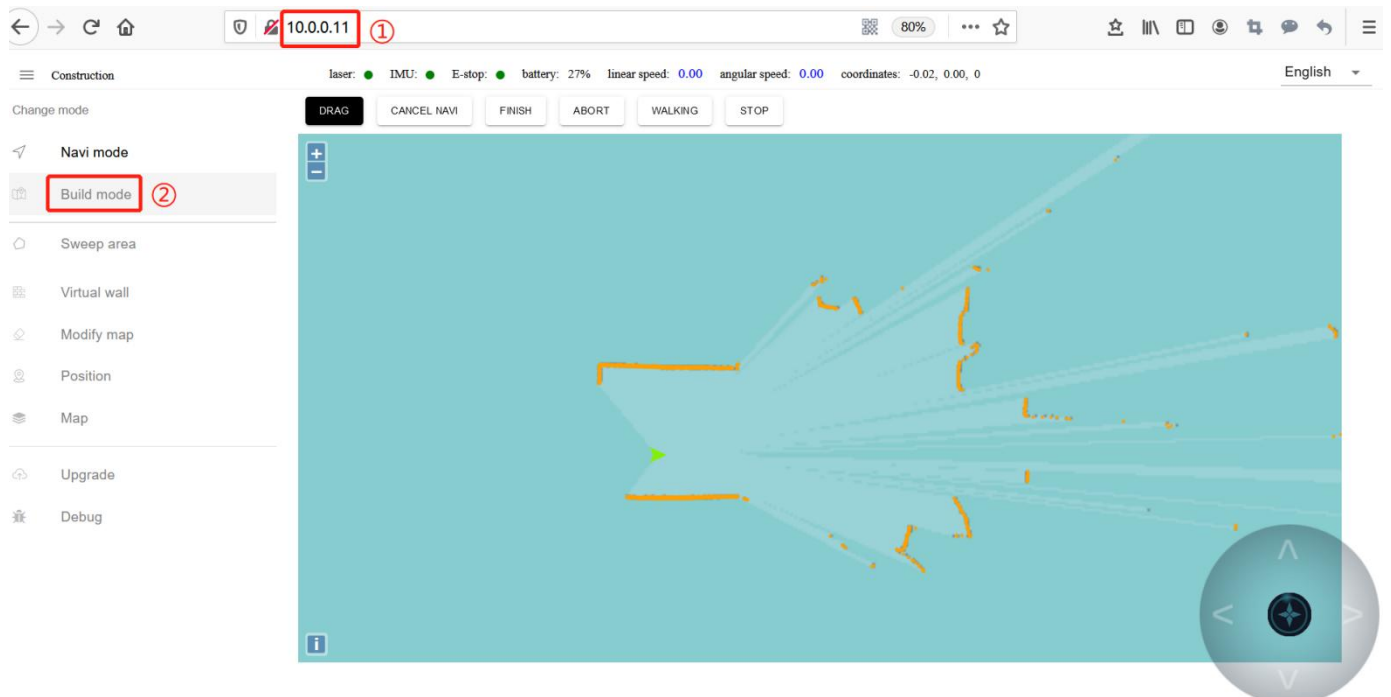 10.0.0.11 ① 80%
Construction laser: IMU: E-stop: battery: 27% linear speed: 0.00 angular speed: 0.00 coordinates: -0.02, 0.00, 0 English
Change mode
DRAG CANCEL NAVI FINISH ABORT WALKING STOP
Navi mode
Build mode ②
Sweep area
Virtual wall
Modify map
Position
Map
Upgrade
Debug
+
−
i